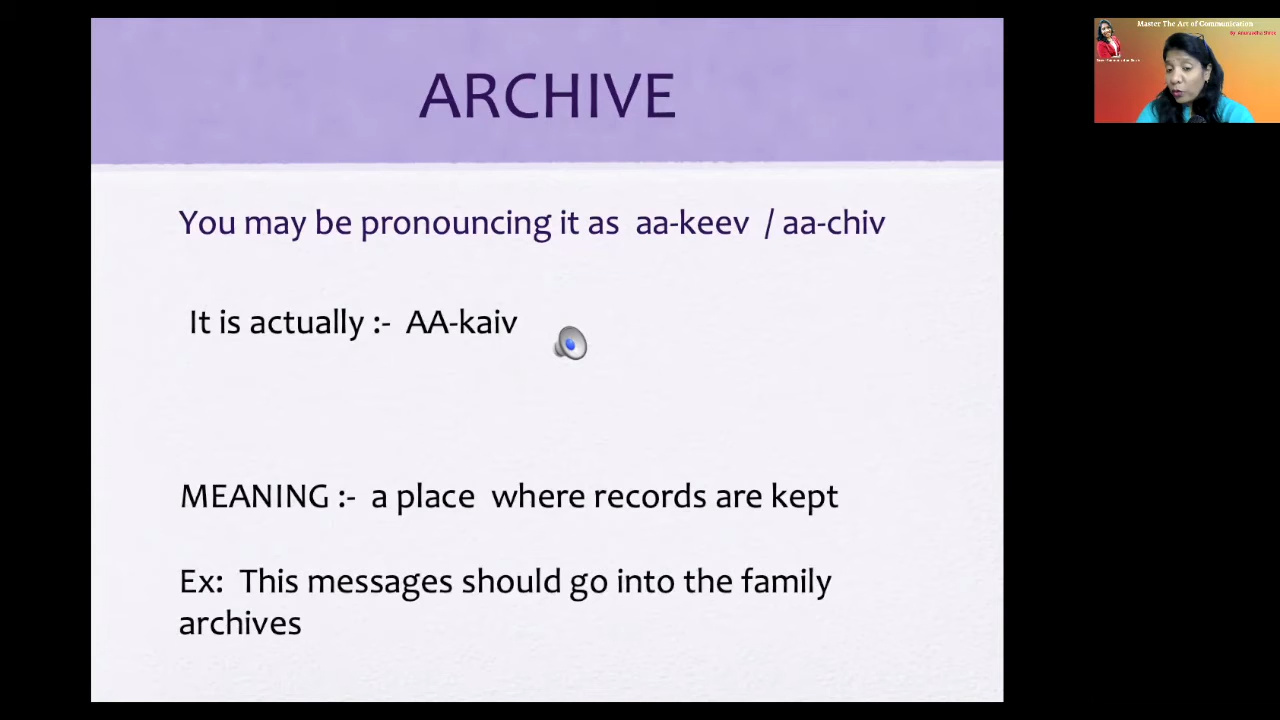 ARCHIVE
You may be pronouncing it as aa-keev / aa-chiv
It is actually :- AA-kaiv
MEANING :- a place where records are kept
Ex: This messages should go into the family
archives
Master The Art of Communication